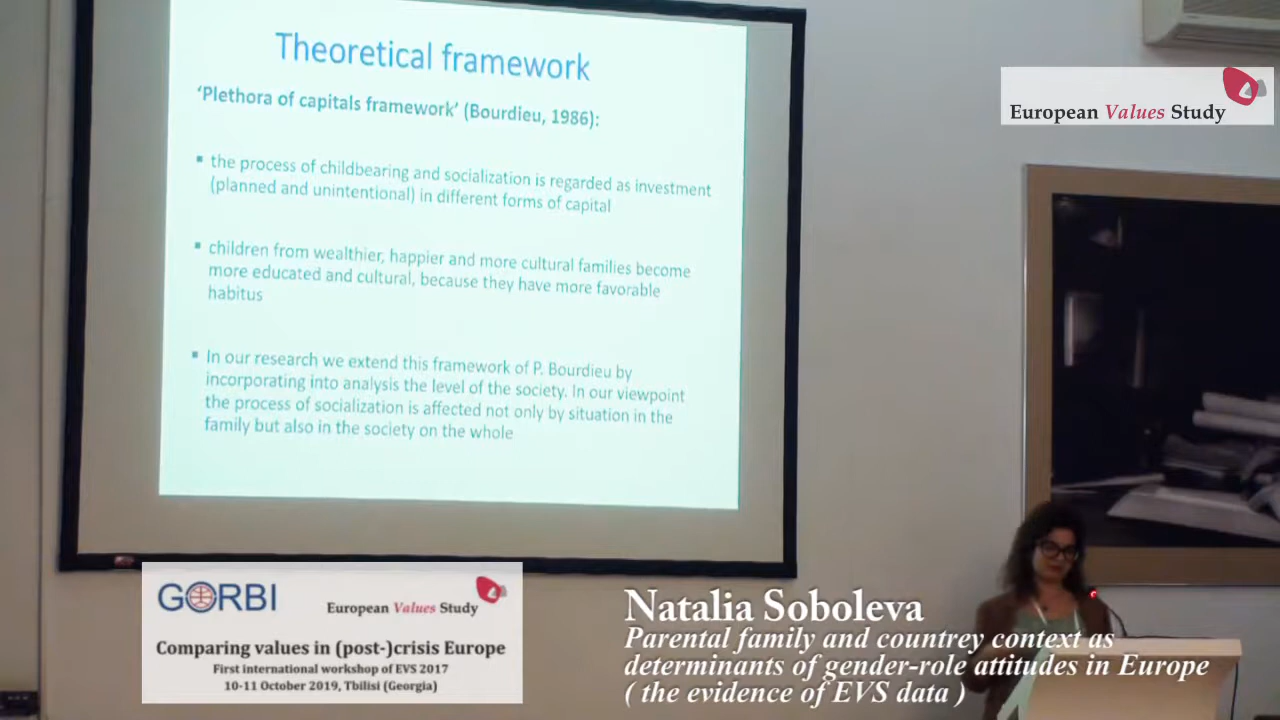 Theoretical framework
‘Plethora of capitals framework’ (Bourdieu, 1986):
▪ the process of childbearing and socialization is regarded as investment
(planned and unintentional) in different forms of capital
▪ children from wealthier, happier and more cultural families become
more educated and cultural, because they have more favorable
habitus
▪ In our research we extend this framework of P. Bourdieu by
incorporating into analysis the level of the society. In our viewpoint
the process of socialization is affected not only by situation in the
family but also in the society on the whole
European Values Study
GORBI
European Values Study
Comparing values in (post-)crisis Europe
First international workshop of EVS 2017
10-11 October 2019, Tbilisi (Georgia)
Natalia Soboleva
Parental family and countrey context as
determinants of gender-role attitudes in Europe
( the evidence of EVS data )